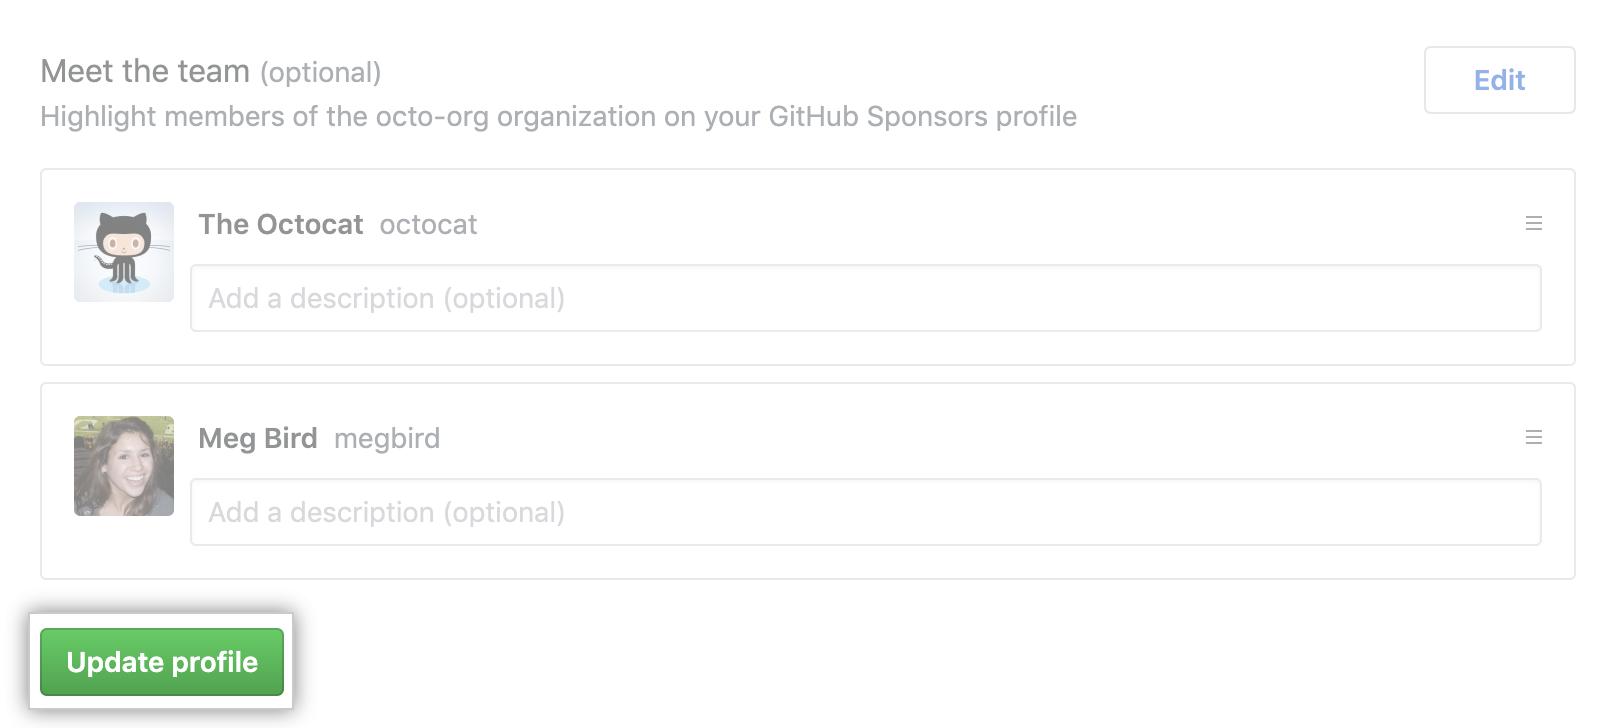 Meet the team (optional)
Edit
Highlight members of the octo-org organization on your GitHub Sponsors profile
The Octocat octocat
Add a description (optional)
Meg Bird megbird
Add a description (optional)
Update profile